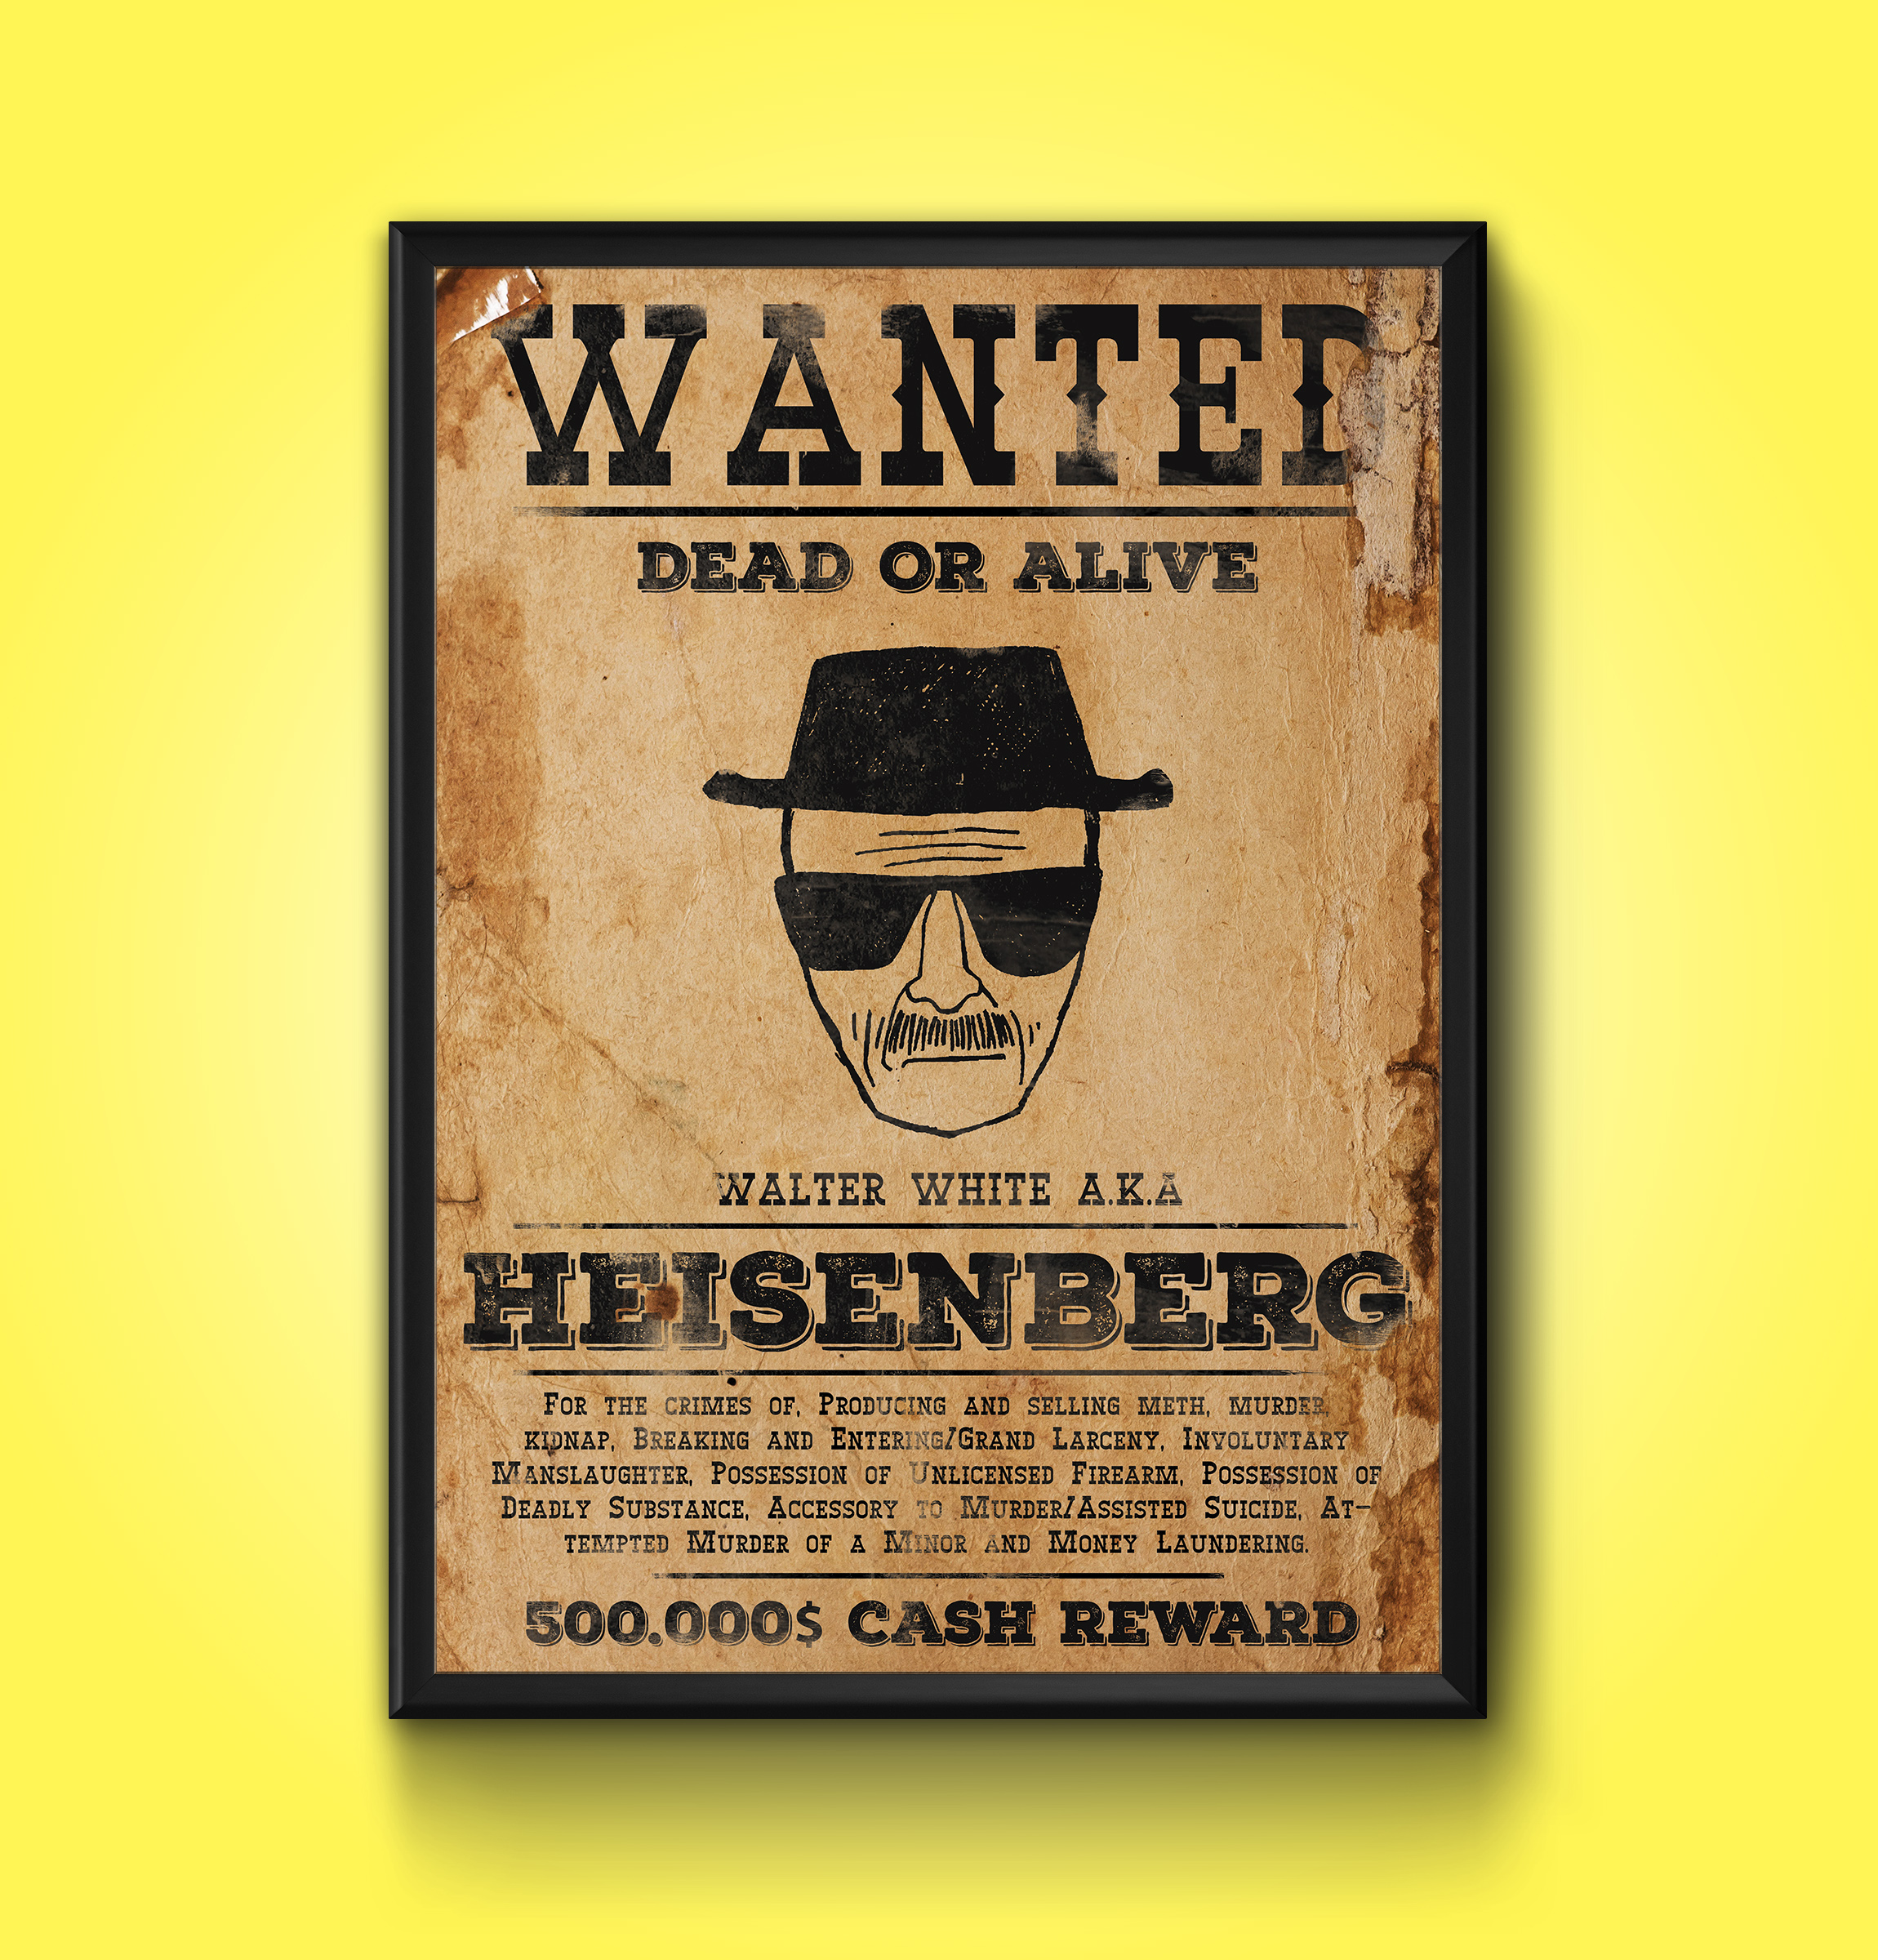 WANTED
DEAD OR ALIVE
WALTER WHITE A.K.A
HEISENBERG
For the crimes of, Producing and selling meth, murder,
kidnap, Breaking and Entering/Grand Larceny, Involuntary
Manslaughter, Possession of Unlicensed Firearm, Possession of
Deadly Substance, Accessory to Murder/Assisted Suicide, At-
tempted Murder of a Minor and Money Laundering.
500.000$ CASH REWARD